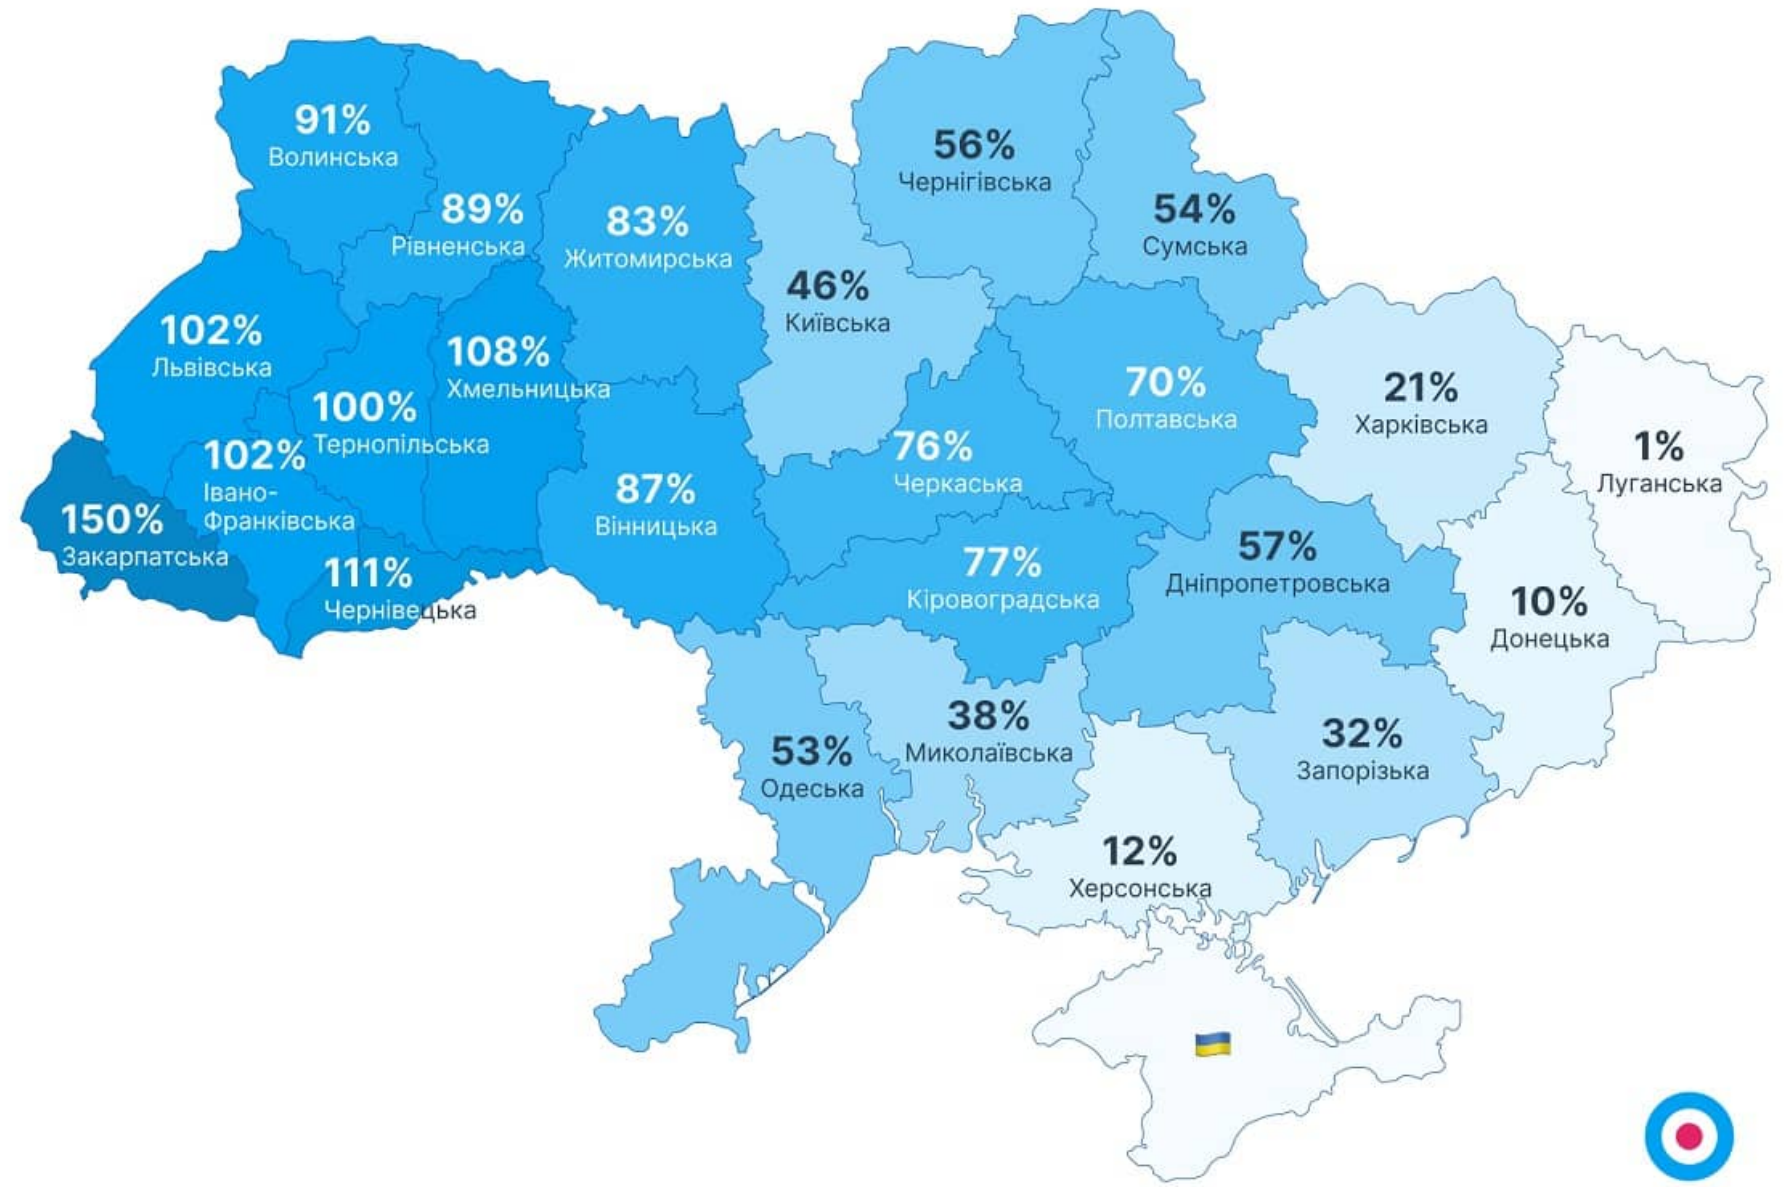 91%
Волинська
89%
Рівненська
83%
Житомирська
46%
Київська
56%
Чернігівська
54%
Сумська
102%
Львівська
108%
Хмельницька
100%
Тернопільська
102%
Івано-
Франківська
150%
Закарпатська
111%
Чернівецька
87%
Вінницька
76%
Черкаська
70%
Полтавська
21%
Харківська
1%
Луганська
77%
Кіровоградська
57%
Дніпропетровська
10%
Донецька
53%
Одеська
38%
Миколаївська
32%
Запорізька
12%
Херсонська